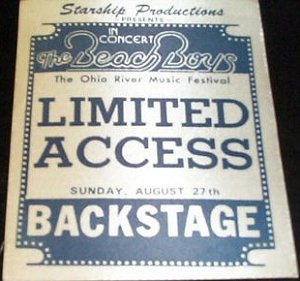 Starship Productions
PRESENTS
IN
CONCERT
The Beach Boys
The Ohio River Music Festival
LIMITED
ACCESS
SUNDAY, AUGUST 27th
BACKSTAGE